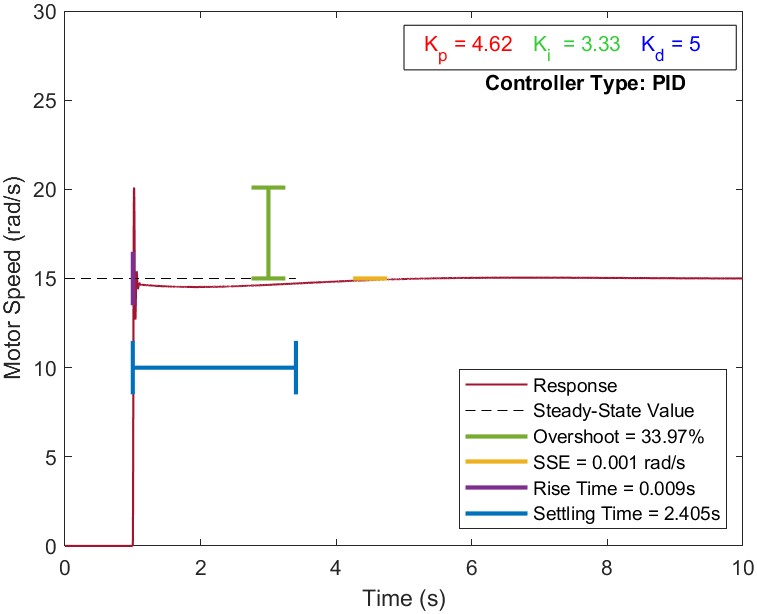 30
25
20
15
10
5
0
0 2 4 6 8 10
Motor Speed (rad/s)
Time (s)
Kp = 4.62 Ki = 3.33 Kd = 5
Controller Type: PID
Response
Steady-State Value
Overshoot = 33.97%
SSE = 0.001 rad/s
Rise Time = 0.009s
Settling Time = 2.405s